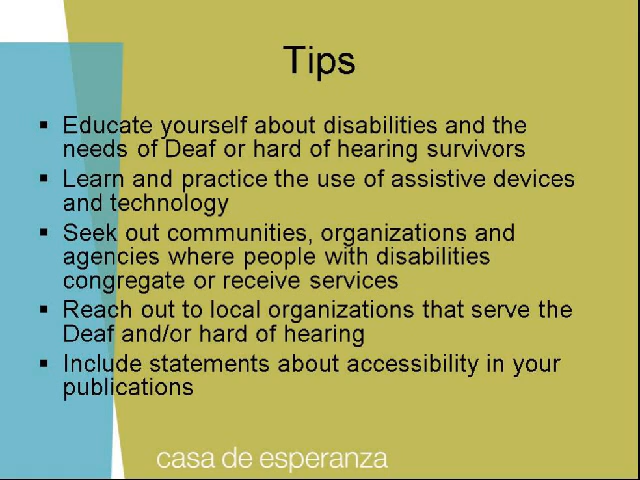 Tips
▪ Educate yourself about disabilities and the
needs of Deaf or hard of hearing survivors
▪ Learn and practice the use of assistive devices
and technology
▪ Seek out communities, organizations and
agencies where people with disabilities
congregate or receive services
▪ Reach out to local organizations that serve the
Deaf and/or hard of hearing
▪ Include statements about accessibility in your
publications
casa de esperanza